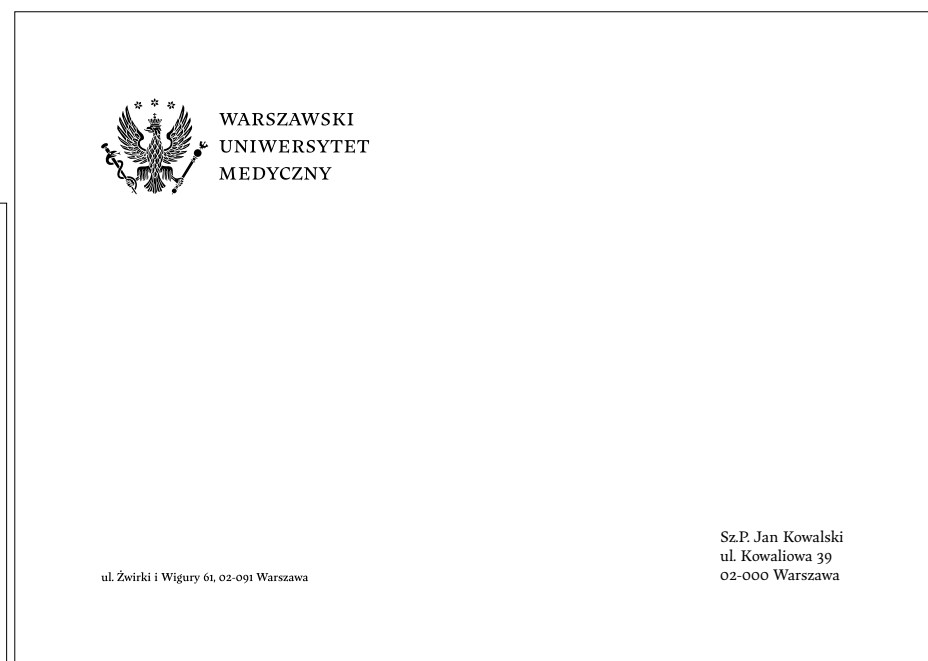 WARSZAWSKI
UNIWERSYTET
MEDYCZNY
Sz.P. Jan Kowalski
ul. Kowaliowa 39
02-000 Warszawa
ul. Żwirki i Wigury 61, 02-091 Warszawa